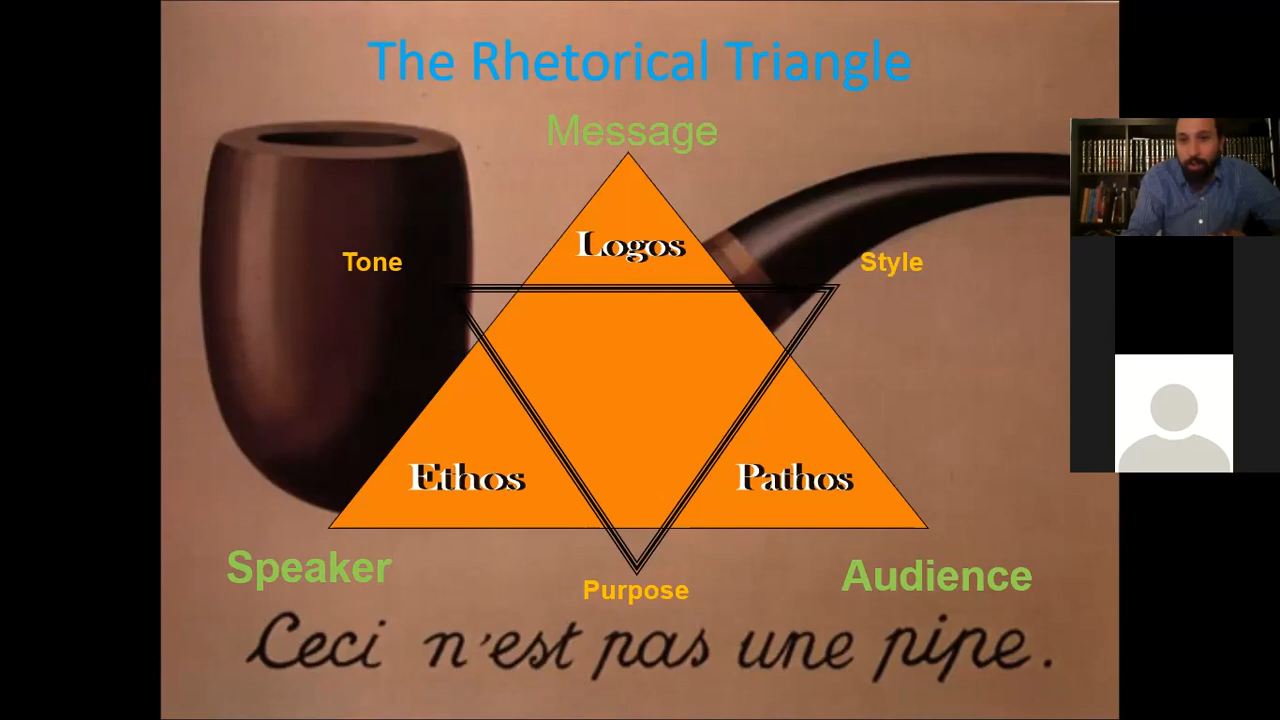 The Rhetorical Triangle
Message
Logos
Tone
Style
Ethos
Pathos
Speaker
Audience
Purpose
Ceci n'est pas une pipe.